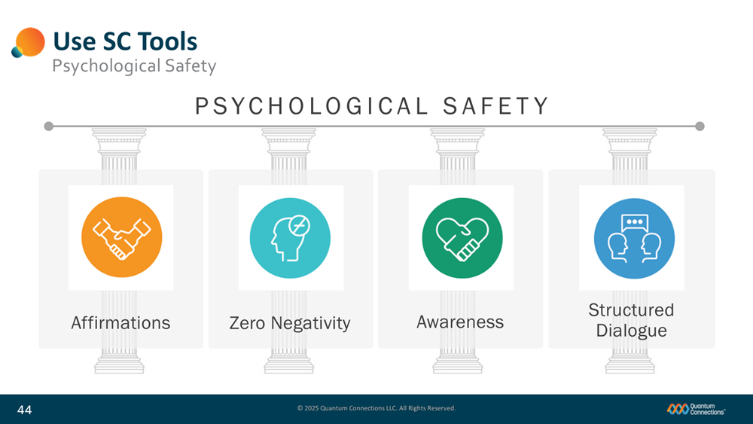 Use SC Tools
Psychological Safety
PSYCHOLOGICAL SAFETY
Affirmations
Zero Negativity
Awareness
Structured
Dialogue
44
© 2025 Quantum Connections LLC. All Rights Reserved.
Quantum
Connections